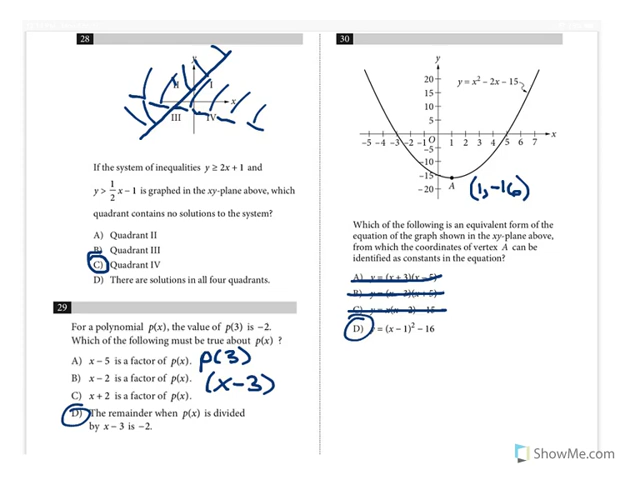 28
y
II
I
x
III
IV
If the system of inequalities y ≥ 2x + 1 and
y > 1/2 x − 1 is graphed in the xy-plane above, which
quadrant contains no solutions to the system?
A) Quadrant II
B) Quadrant III
C) Quadrant IV
D) There are solutions in all four quadrants.
29
For a polynomial p(x), the value of p(3) is −2.
Which of the following must be true about p(x) ?
A) x − 5 is a factor of p(x).
B) x − 2 is a factor of p(x).
C) x + 2 is a factor of p(x).
D) The remainder when p(x) is divided
by x − 3 is −2.
p(3)
(x−3)
30
y
20
15
10
5
y = x² − 2x − 15
-5 -4 -3 -2 -1 O 1 2 3 4 5 6 7 x
-5
-10
-15
-20
A
(1,-16)
Which of the following is an equivalent form of the
equation of the graph shown in the xy-plane above,
from which the coordinates of vertex A can be
identified as constants in the equation?
A) y = (x + 3)(x − 5)
B) y = (x − 3)(x + 5)
C) y = x(x − 2) − 15
D) y = (x − 1)² − 16
ShowMe.com